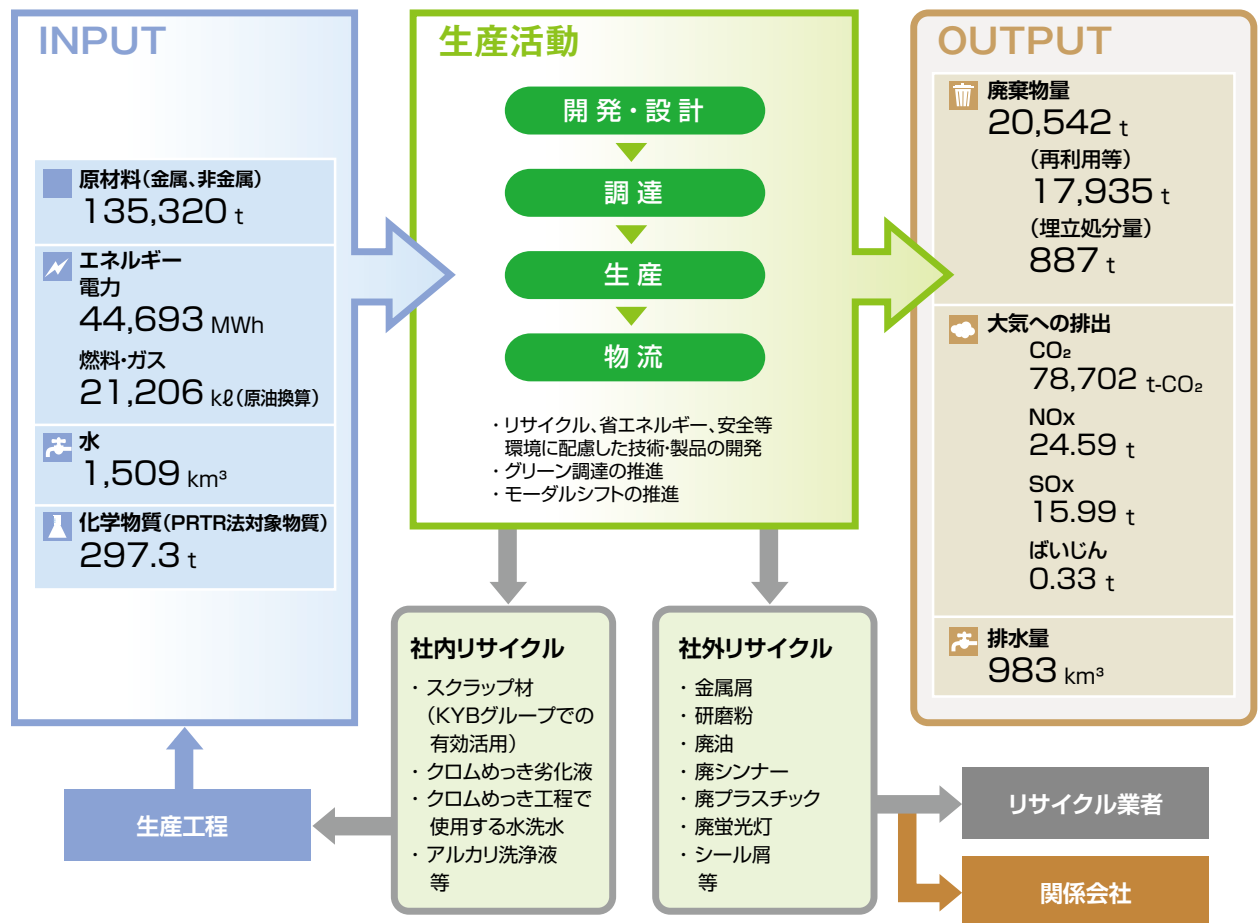 INPUT
原材料(金属、非金属)
135,320 t
エネルギー
電力
44,693 MWh
燃料・ガス
21,206 kℓ(原油換算)
水
1,509 km³
化学物質(PRTR法対象物質)
297.3 t
生産活動
開発・設計
調達
生産
物流
・リサイクル、省エネルギー、安全等
環境に配慮した技術・製品の開発
・グリーン調達の推進
・モーダルシフトの推進
OUTPUT
廃棄物量
20,542 t
(再利用等)
17,935 t
(埋立処分量)
887 t
大気への排出
CO₂
78,702 t-CO₂
NOx
24.59 t
SOx
15.99 t
ばいじん
0.33 t
排水量
983 km³
社内リサイクル
・スクラップ材
(KYBグループでの
有効活用)
・クロムめっき劣化液
・クロムめっき工程で
使用する水洗水
・アルカリ洗浄液
等
社外リサイクル
・金属屑
・研磨粉
・廃油
・廃シンナー
・廃プラスチック
・廃蛍光灯
・シール屑
等
生産工程
リサイクル業者
関係会社